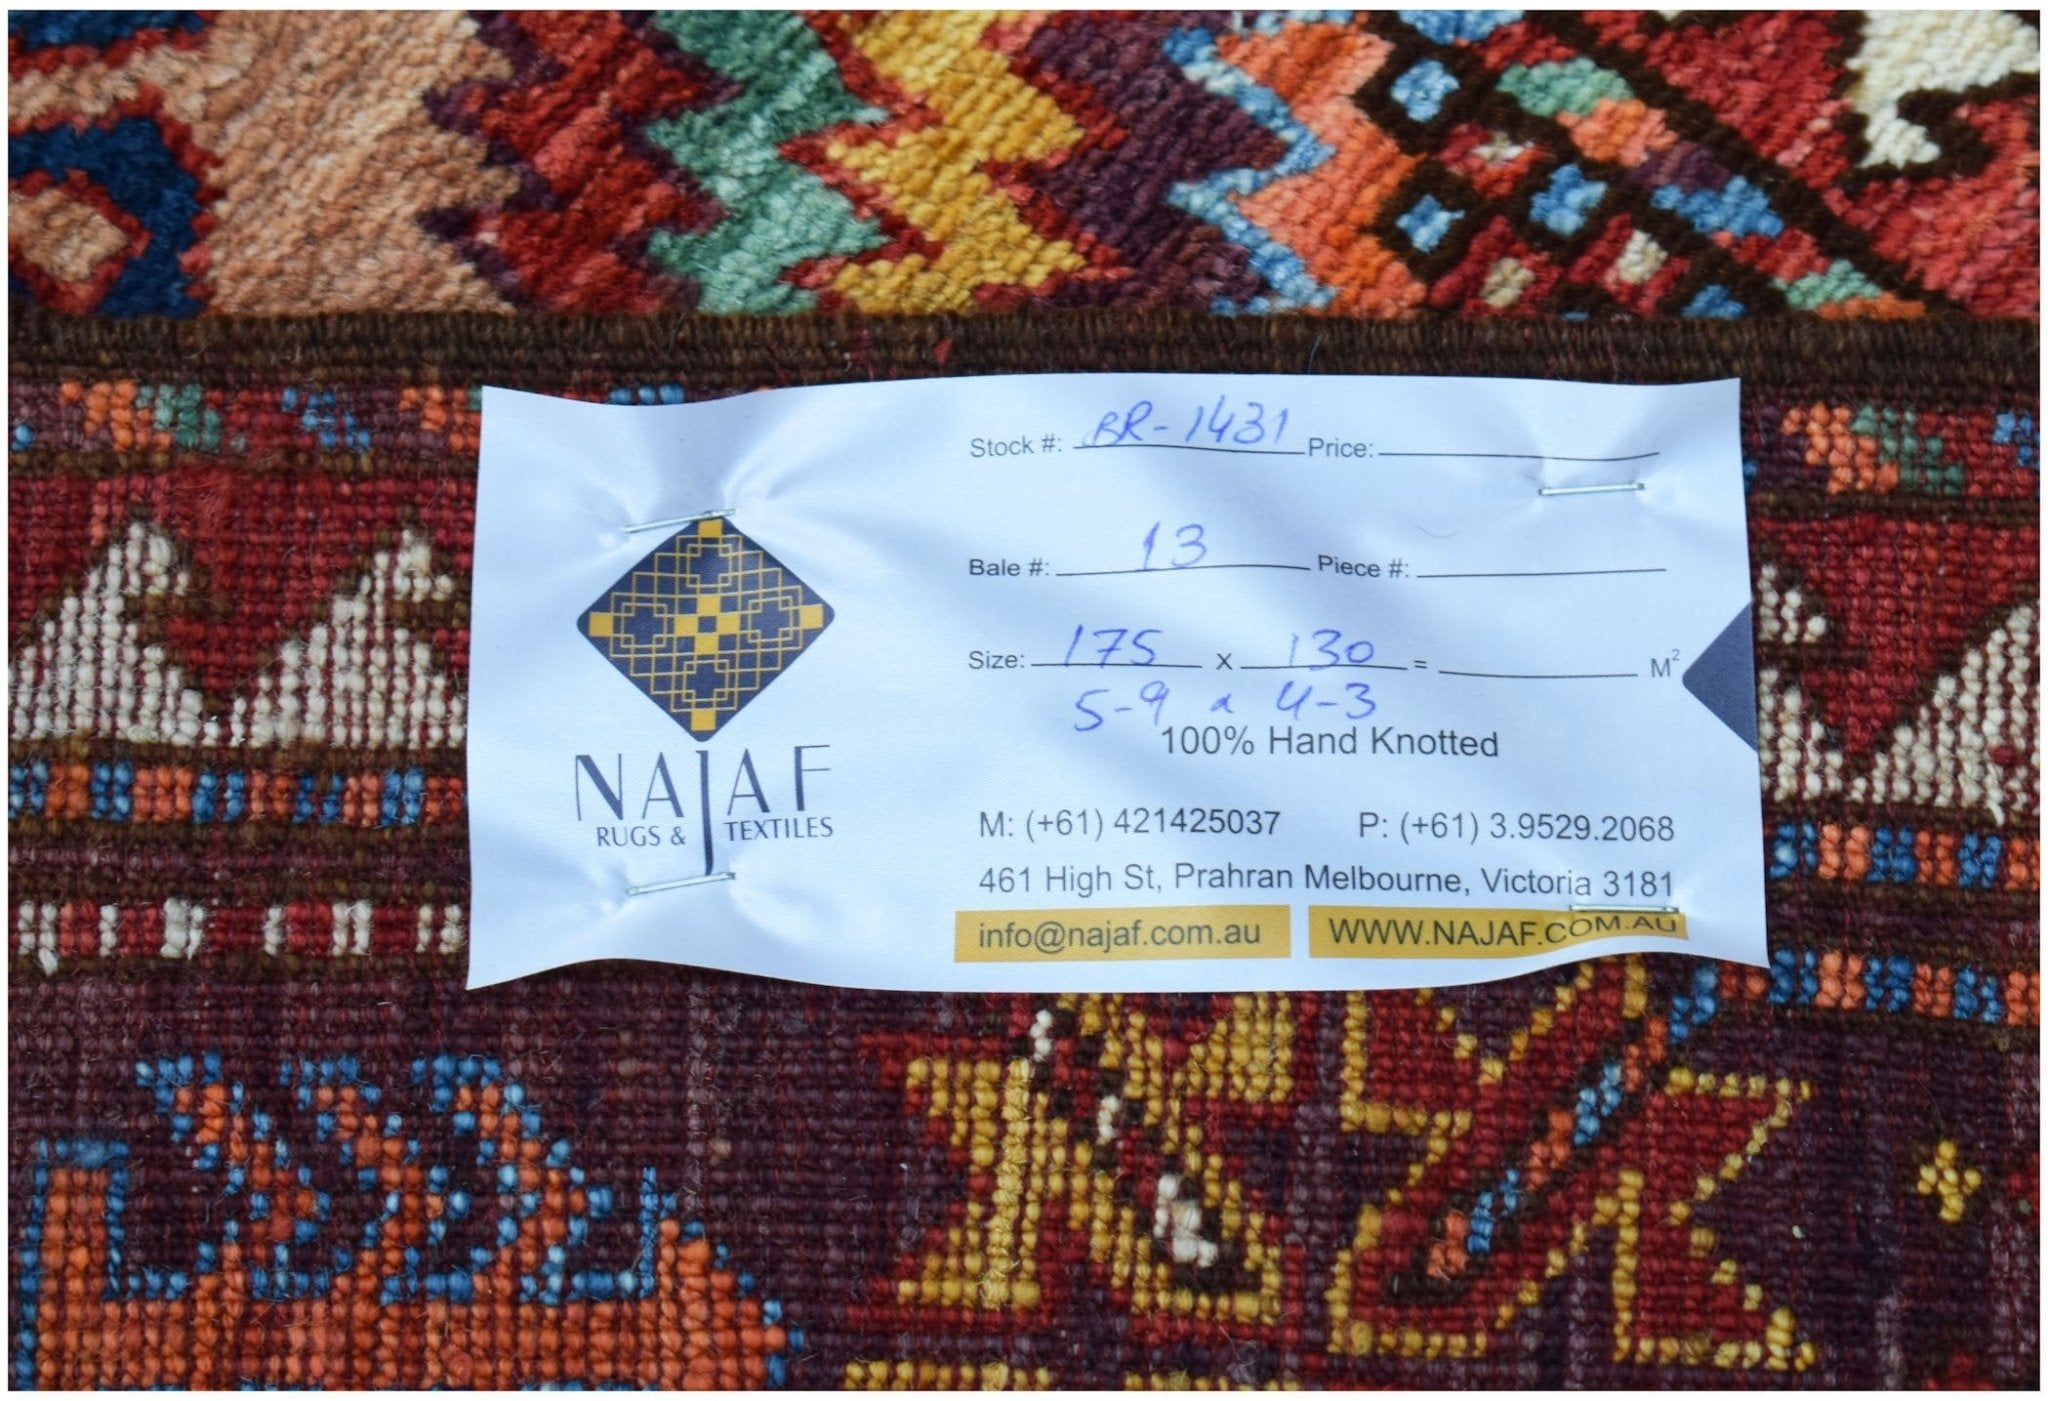 Stock #: BR-1431 Price:
Bale #: 13 Piece #:
Size: 175 x 130 = M²
5-9 x 4-3
100% Hand Knotted
NAJAF
RUGS & TEXTILES
M: (+61) 421425037 P: (+61) 3.9529.2068
461 High St, Prahran Melbourne, Victoria 3181
info@najaf.com.au WWW.NAJAF.COM.AU